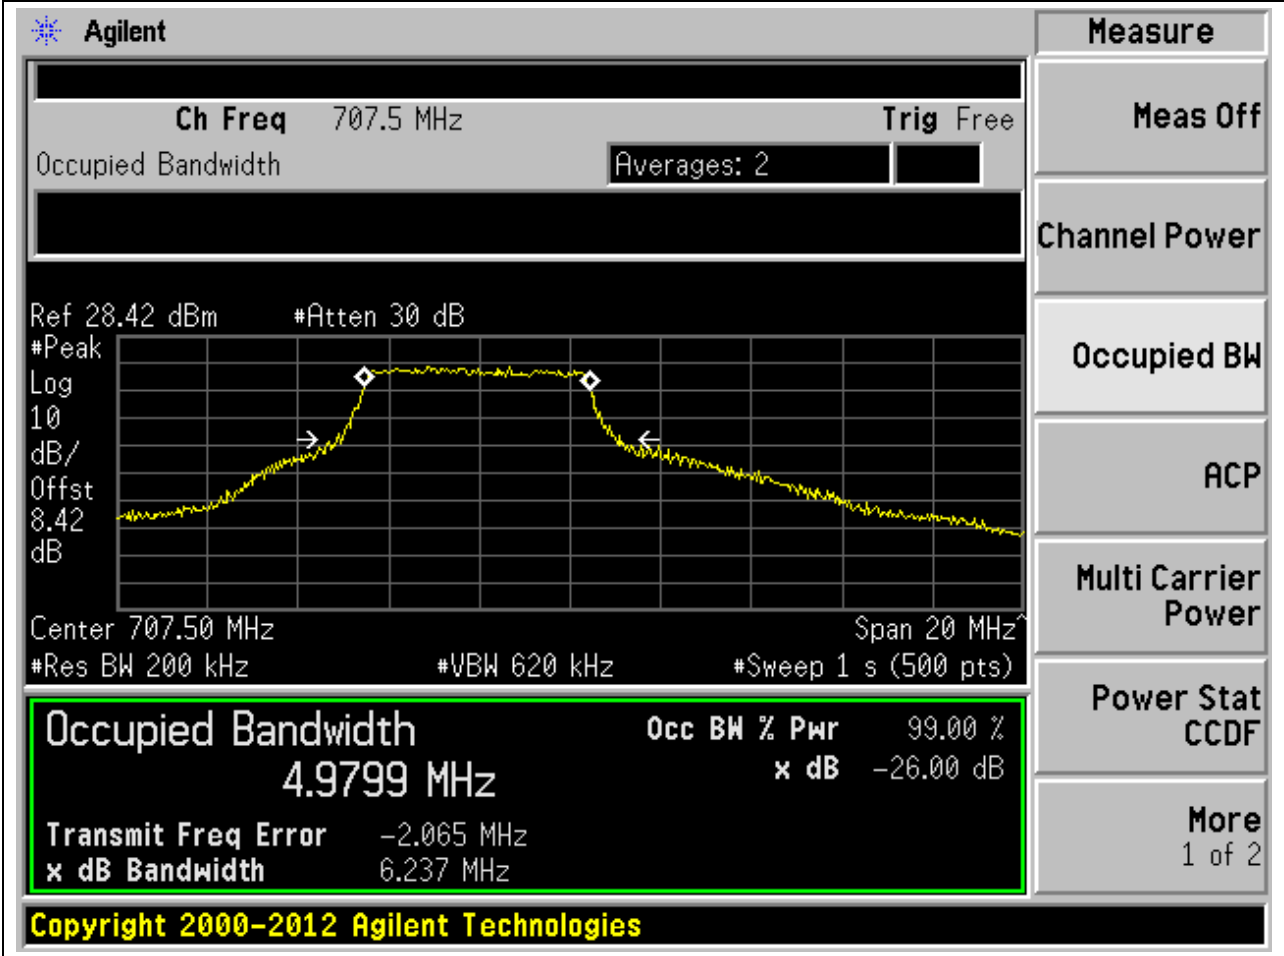 Agilent
Measure
Ch Freq 707.5 MHz Trig Free
Occupied Bandwidth Averages: 2
Meas Off
Channel Power
Occupied BW
ACP
Multi Carrier
Power
Power Stat
CCDF
More
1 of 2
Ref 28.42 dBm #Atten 30 dB
#Peak
Log
10
dB/
Offst
8.42
dB
Center 707.50 MHz Span 20 MHz^
#Res BW 200 kHz #VBW 620 kHz #Sweep 1 s (500 pts)
Occupied Bandwidth Occ BW % Pwr 99.00 %
4.9799 MHz x dB -26.00 dB
Transmit Freq Error -2.065 MHz
x dB Bandwidth 6.237 MHz
Copyright 2000-2012 Agilent Technologies